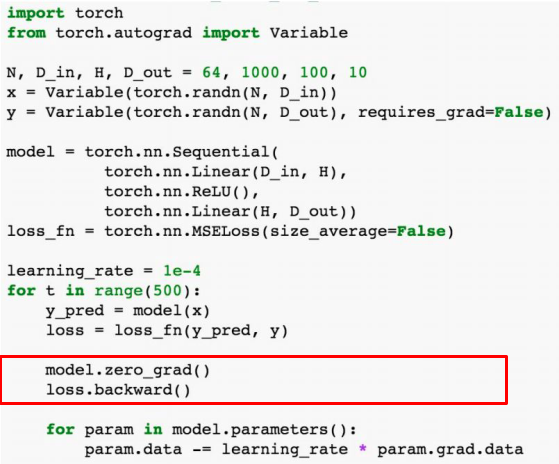 import torch
from torch.autograd import Variable
N, D_in, H, D_out = 64, 1000, 100, 10
x = Variable(torch.randn(N, D_in))
y = Variable(torch.randn(N, D_out), requires_grad=False)
model = torch.nn.Sequential(
torch.nn.Linear(D_in, H),
torch.nn.ReLU(),
torch.nn.Linear(H, D_out))
loss_fn = torch.nn.MSELoss(size_average=False)
learning_rate = 1e-4
for t in range(500):
y_pred = model(x)
loss = loss_fn(y_pred, y)
model.zero_grad()
loss.backward()
for param in model.parameters():
param.data -= learning_rate * param.grad.data